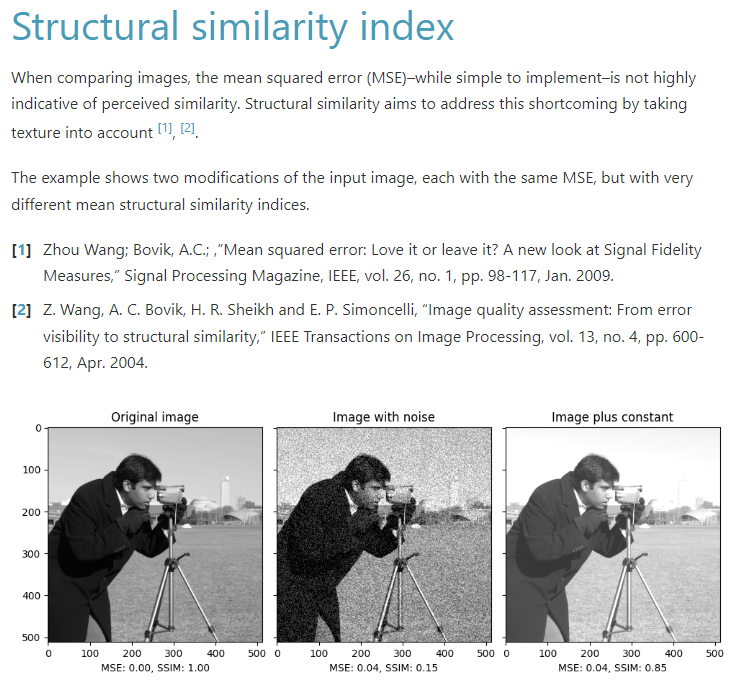 Structural similarity index
When comparing images, the mean squared error (MSE)–while simple to implement–is not highly
indicative of perceived similarity. Structural similarity aims to address this shortcoming by taking
texture into account [1], [2].
The example shows two modifications of the input image, each with the same MSE, but with very
different mean structural similarity indices.
[1] Zhou Wang; Bovik, A.C.; ,“Mean squared error: Love it or leave it? A new look at Signal Fidelity
Measures,” Signal Processing Magazine, IEEE, vol. 26, no. 1, pp. 98-117, Jan. 2009.
[2] Z. Wang, A. C. Bovik, H. R. Sheikh and E. P. Simoncelli, “Image quality assessment: From error
visibility to structural similarity,” IEEE Transactions on Image Processing, vol. 13, no. 4, pp. 600-
612, Apr. 2004.
Original image
0
100
200
300
400
500
0 100 200 300 400 500
MSE: 0.00, SSIM: 1.00
Image with noise
0 100 200 300 400 500
MSE: 0.04, SSIM: 0.15
Image plus constant
0 100 200 300 400 500
MSE: 0.04, SSIM: 0.85